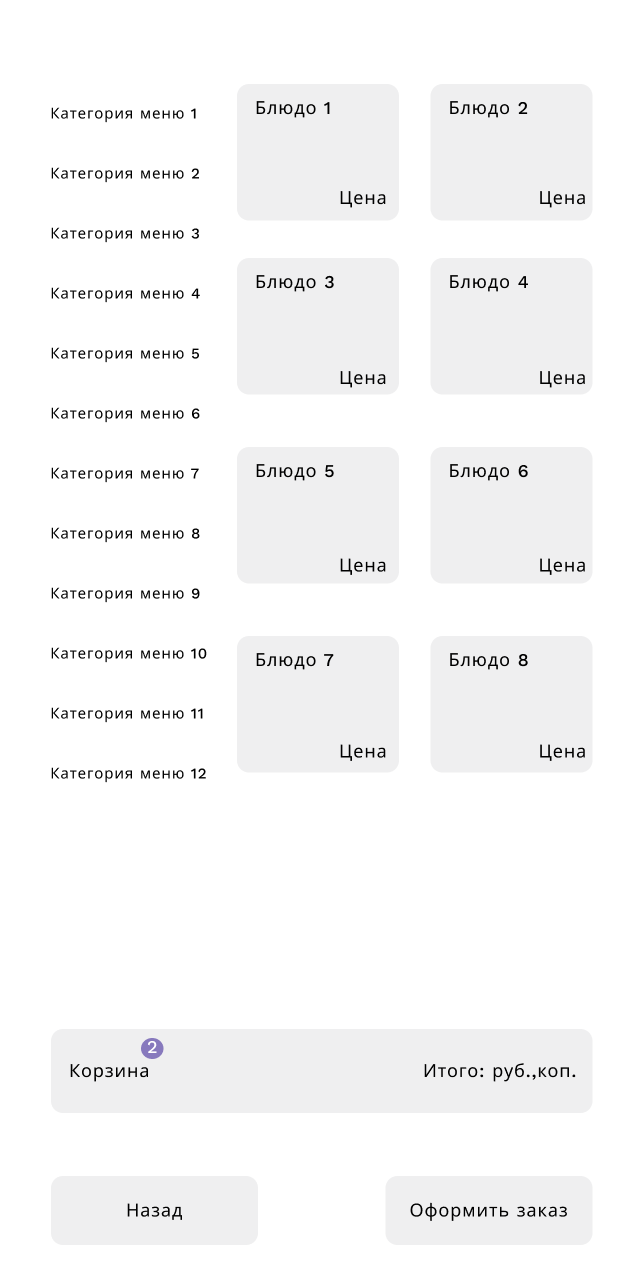 Категория меню 1
Категория меню 2
Категория меню 3
Категория меню 4
Категория меню 5
Категория меню 6
Категория меню 7
Категория меню 8
Категория меню 9
Категория меню 10
Категория меню 11
Категория меню 12
Блюдо 1
Цена
Блюдо 2
Цена
Блюдо 3
Цена
Блюдо 4
Цена
Блюдо 5
Цена
Блюдо 6
Цена
Блюдо 7
Цена
Блюдо 8
Цена
2
Корзина
Итого: руб.,коп.
Назад
Оформить заказ